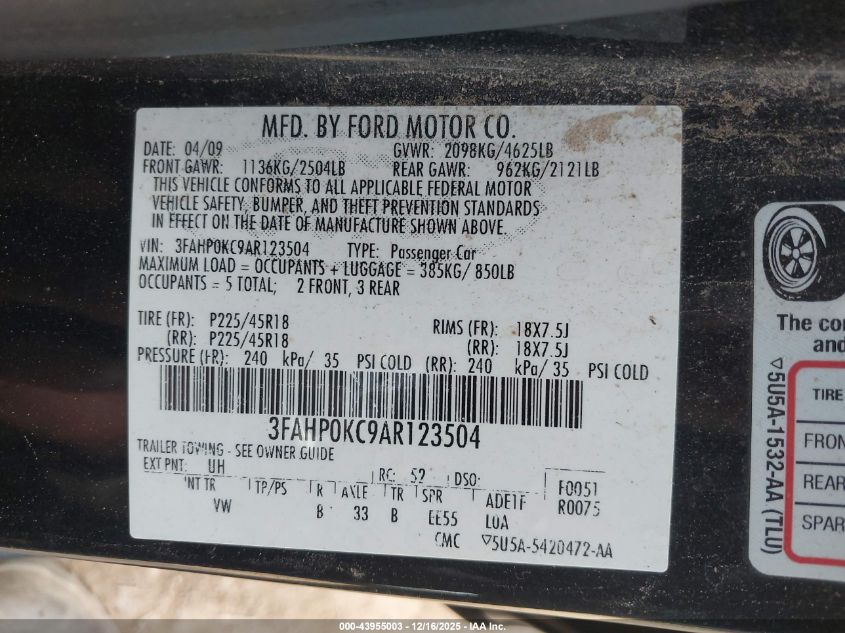 MFD. BY FORD MOTOR CO.
DATE: 04/09 GVWR: 2098KG/4625LB
FRONT GAWR: 1136KG/2504LB REAR GAWR: 962KG/2121LB
THIS VEHICLE CONFORMS TO ALL APPLICABLE FEDERAL MOTOR
VEHICLE SAFETY, BUMPER, AND THEFT PREVENTION STANDARDS
IN EFFECT ON THE DATE OF MANUFACTURE SHOWN ABOVE.
VIN: 3FAHP0KC9AR123504 TYPE: Passenger Car
MAXIMUM LOAD = OCCUPANTS + LUGGAGE = 385KG/ 850LB
OCCUPANTS = 5 TOTAL; 2 FRONT, 3 REAR
TIRE (FR): P225/45R18 RIMS (FR): 18X7.5J
(RR): P225/45R18 (RR): 18X7.5J
PRESSURE (FR): 240 kPa/ 35 PSI COLD (RR): 240 kPa/ 35 PSI COLD
3FAHP0KC9AR123504
TRAILER TOWING - SEE OWNER GUIDE
EXT PNT: UH RC: 52 DSO: F0051
INT TR TP/PS R AXLE TR SPR R0075
VW 8 33 B EE55
CMC ▽5U5A-5420472-AA
The co
and
TIRE
FRON
REAR
SPAR
▽5U5A-1532-AA (TLU)
000-43955003 - 12/16/2025 - IAA Inc.